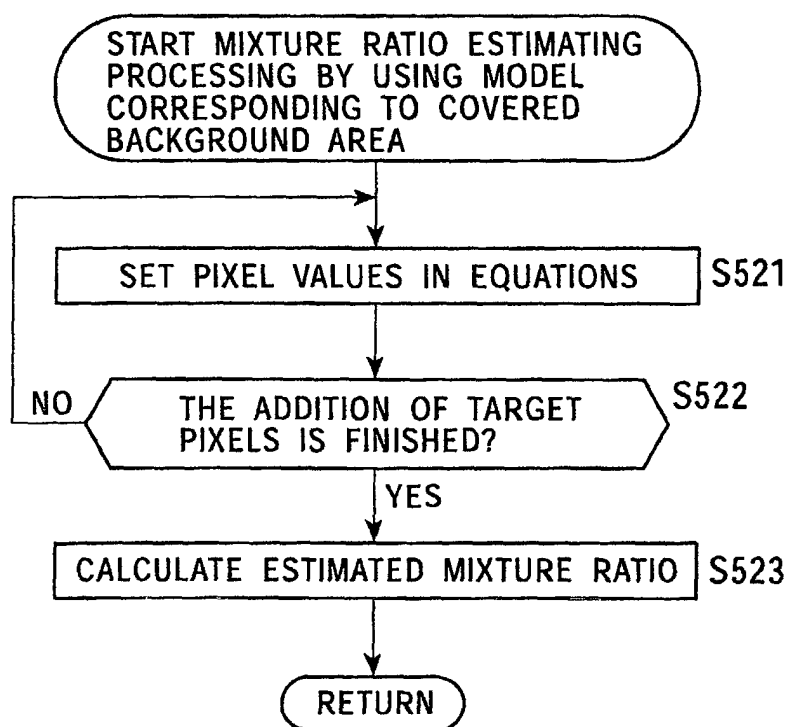 START MIXTURE RATIO ESTIMATING
PROCESSING BY USING MODEL
CORRESPONDING TO COVERED
BACKGROUND AREA
SET PIXEL VALUES IN EQUATIONS
S521
NO
THE ADDITION OF TARGET
PIXELS IS FINISHED?
S522
YES
CALCULATE ESTIMATED MIXTURE RATIO
S523
RETURN